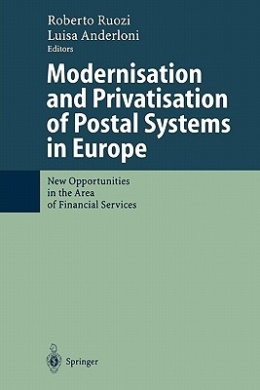 Roberto Ruozi
Luisa Anderloni
Editors
Modernisation
and Privatisation
of Postal Systems
in Europe
New Opportunities
in the Area
of Financial Services
Springer